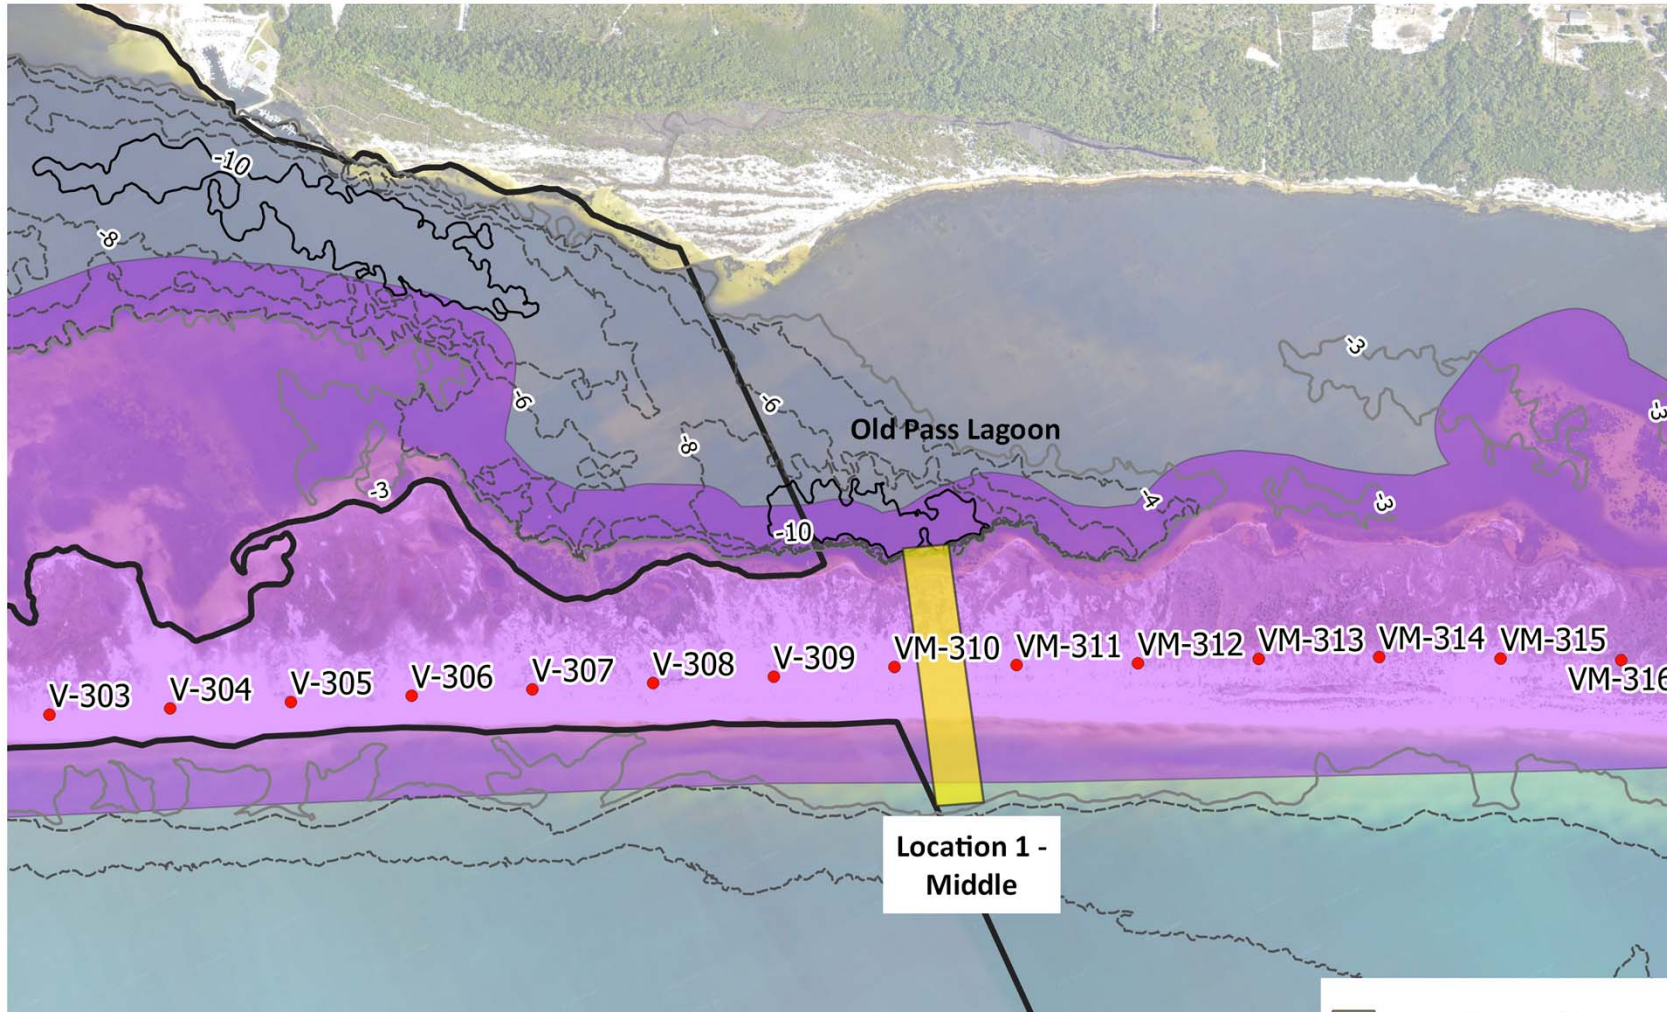 -10
-8
-3
-6
-6
-3
Old Pass Lagoon
-8
-3
-4
-3
-10
V-303
V-304
V-305
V-306
V-307
V-308
V-309
VM-310
VM-311
VM-312
VM-313
VM-314
VM-315
VM-316
Location 1 -
Middle